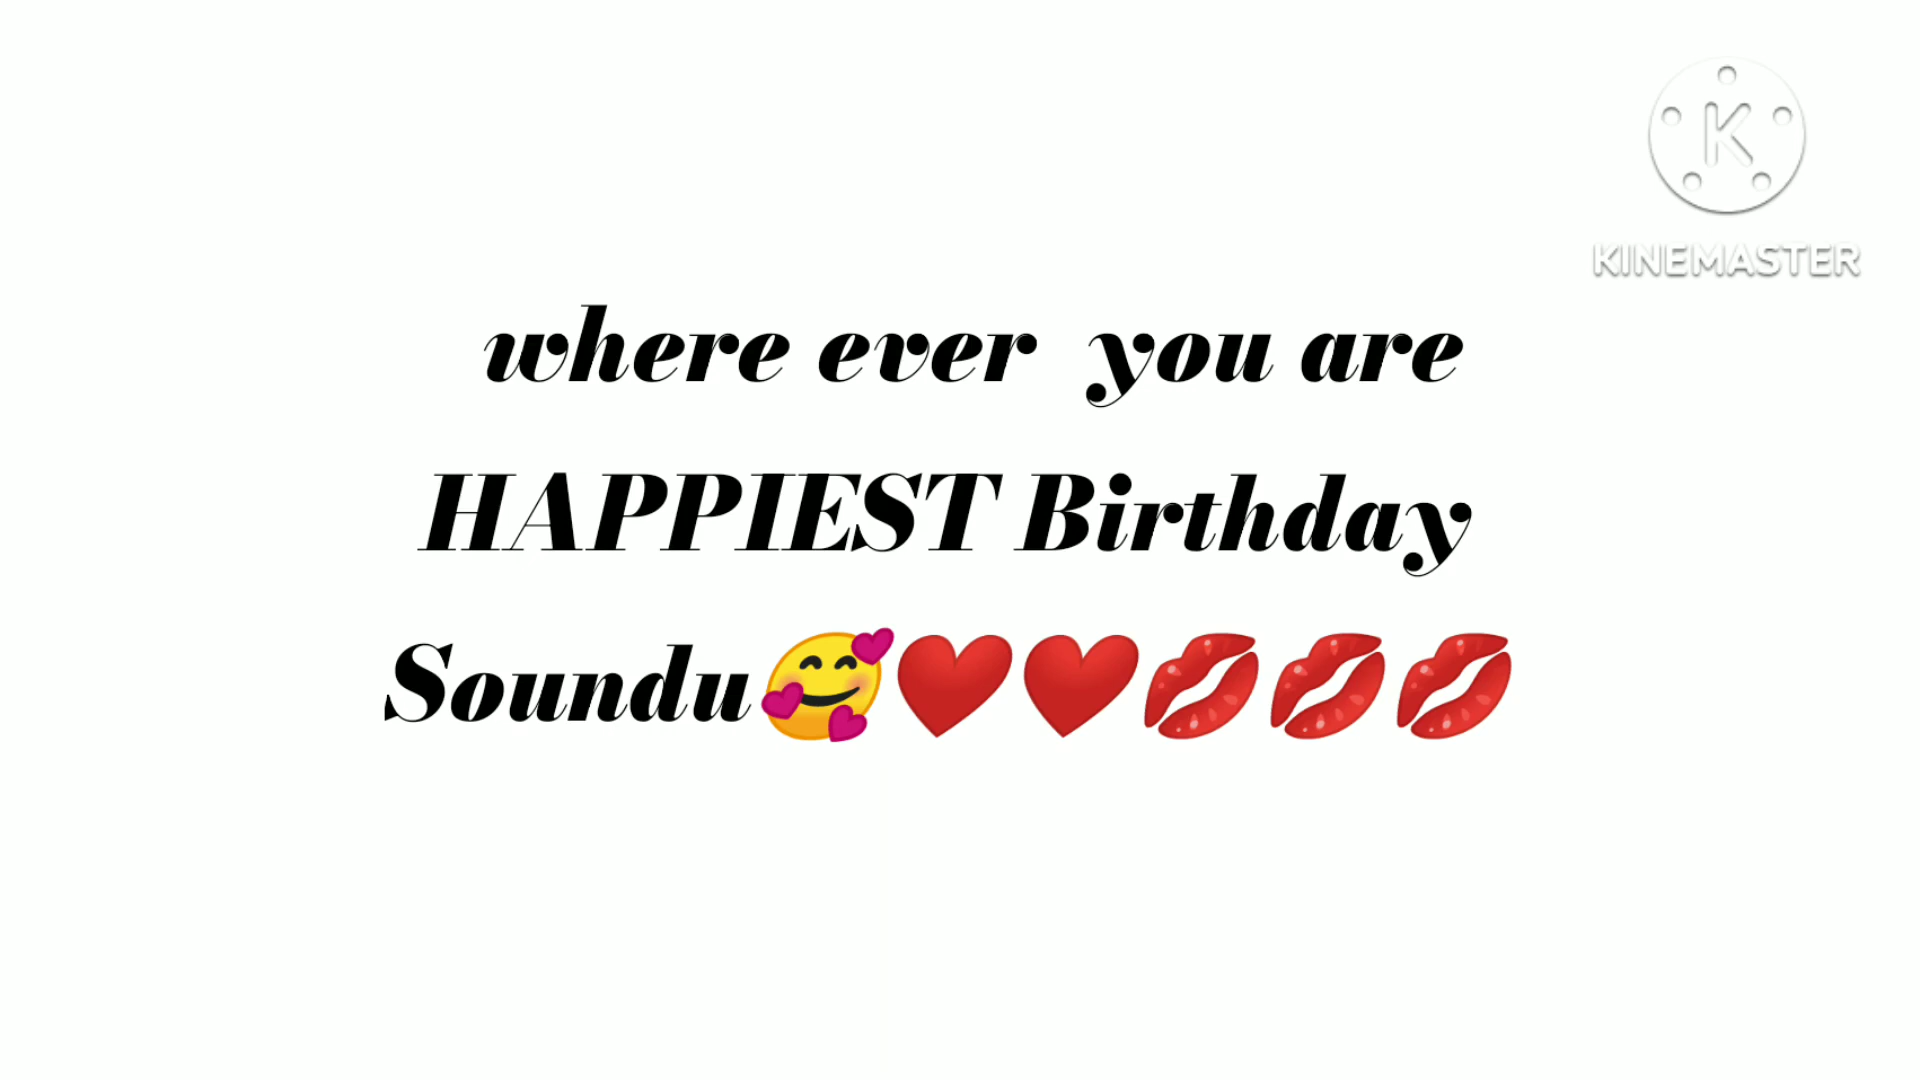 K
KINEMASTER
where ever  you are
HAPPIEST Birthday
Soundu🥰❤️❤️💋💋💋